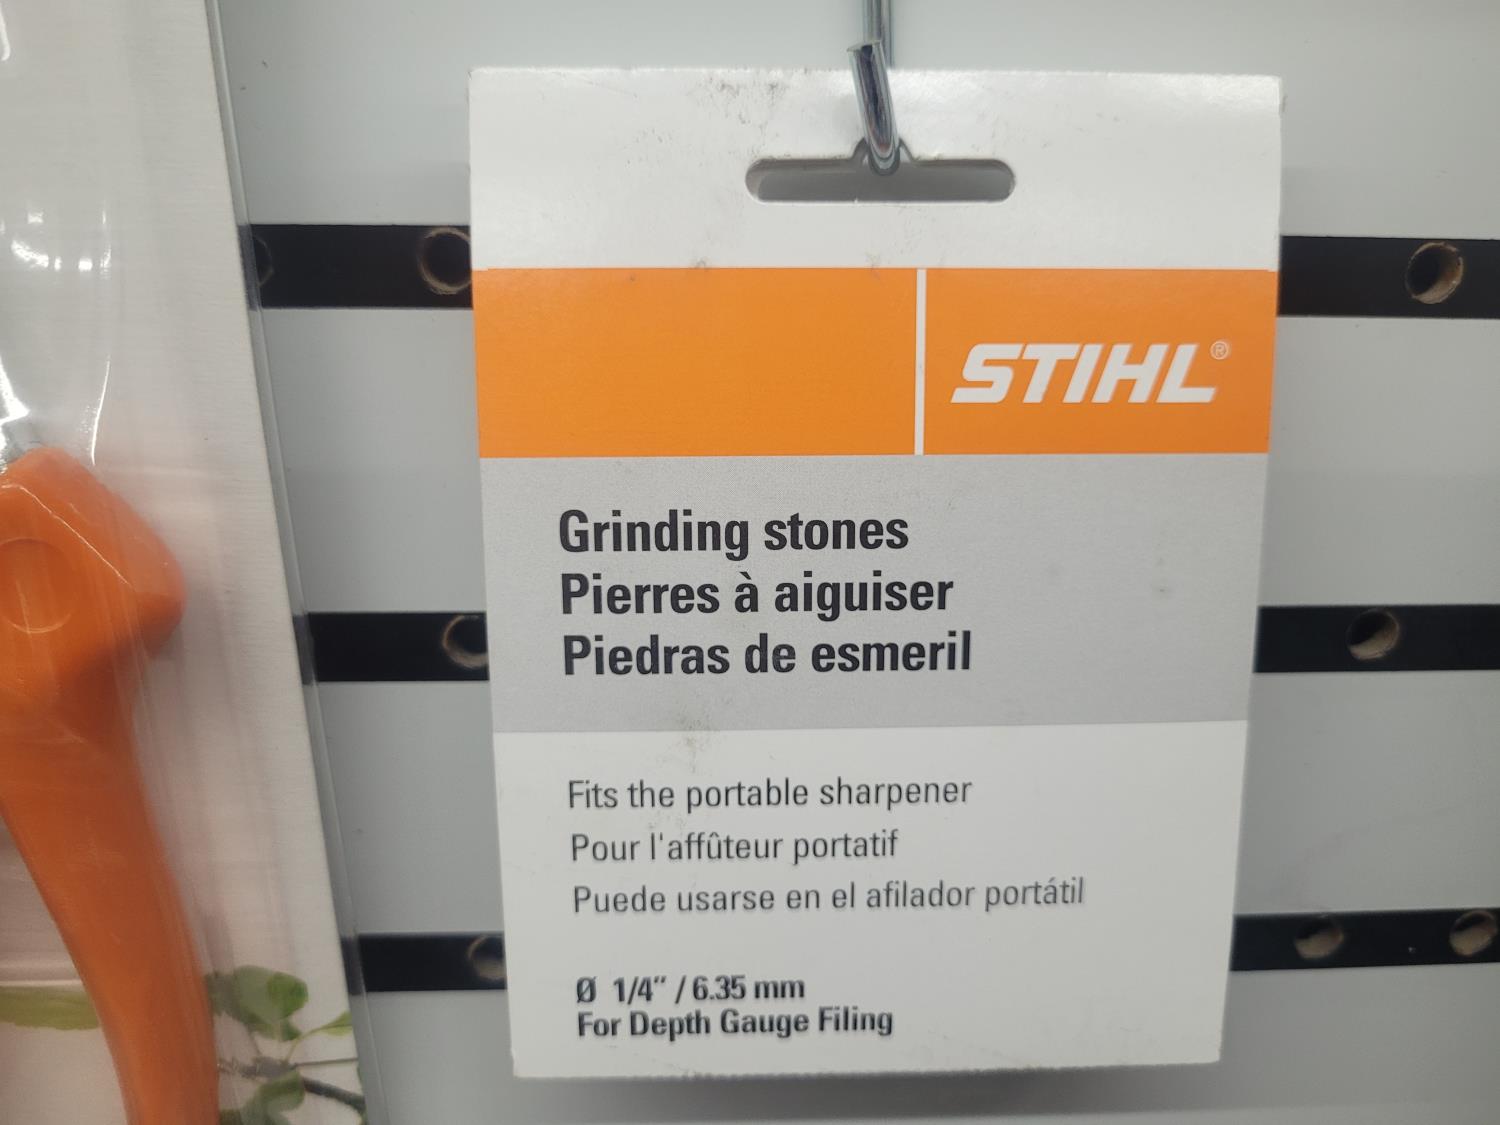 STIHL®
Grinding stones
Pierres à aiguiser
Piedras de esmeril
Fits the portable sharpener
Pour l'affûteur portatif
Puede usarse en el afilador portátil
Ø 1/4" / 6.35 mm
For Depth Gauge Filing